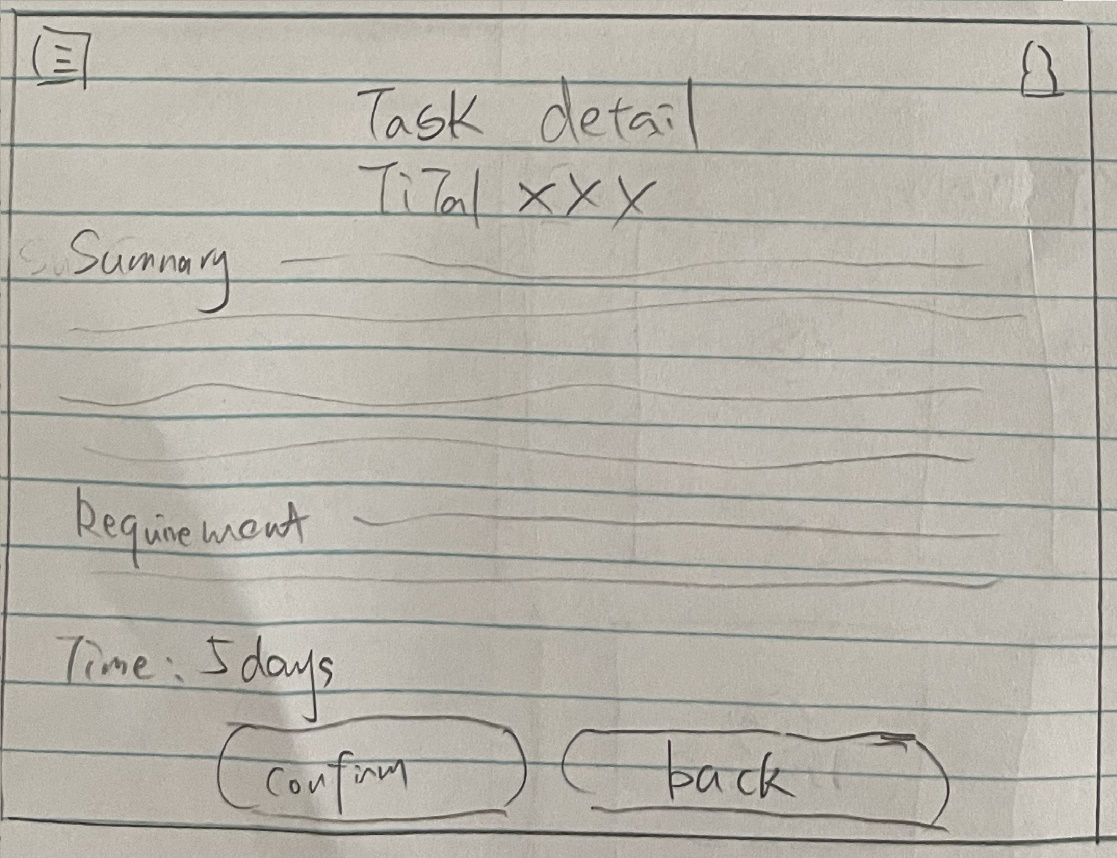 Task detail
TiTal XXX
Summary
Requirement
Time: 5 days
confirm
back